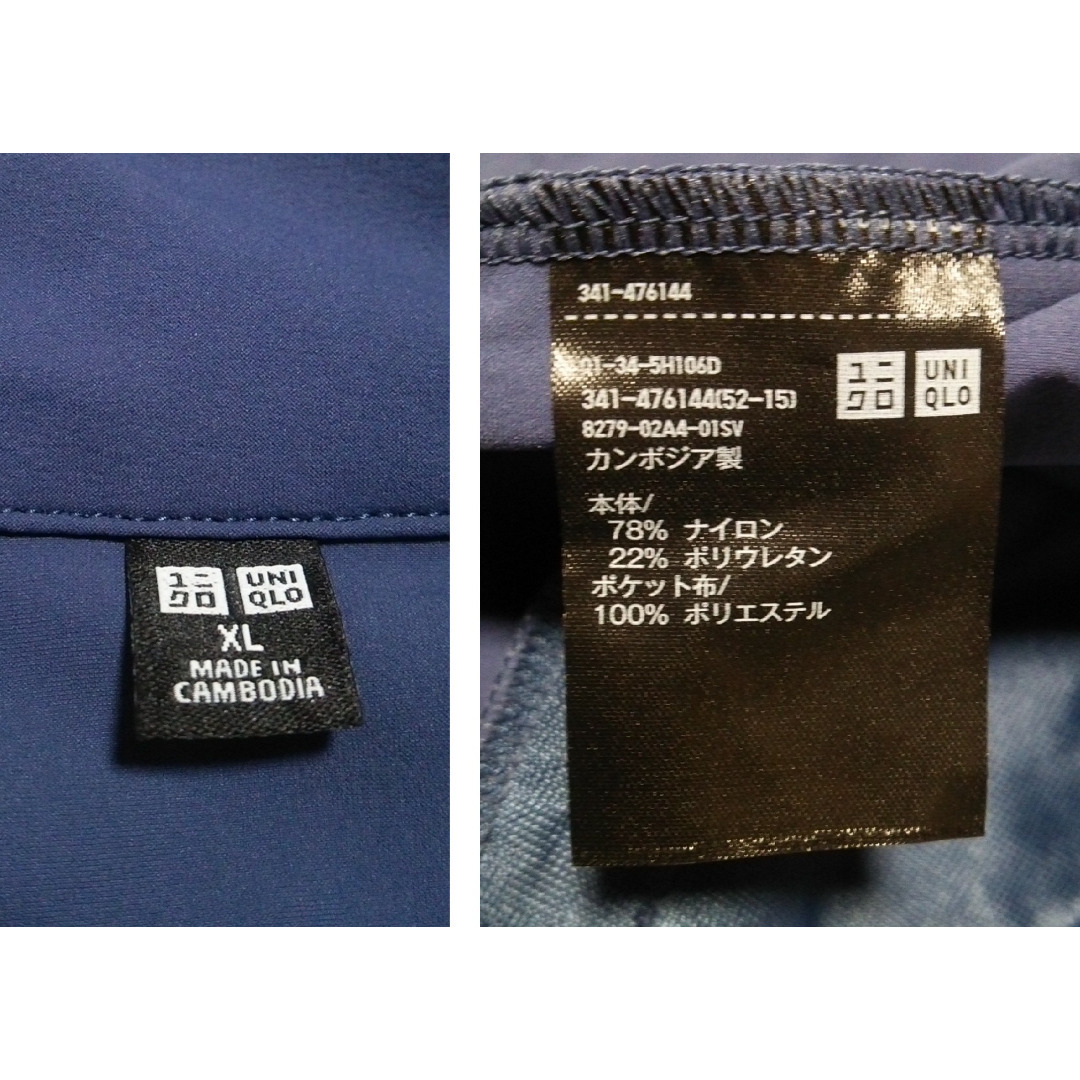 ユニ UNI
クロ QLO
XL
MADE IN
CAMBODIA
341-476144
01-34-5H106D
341-476144(52-15)
8279-02A4-01SV
カンボジア製
ユニ UNI
クロ QLO
本体/
78% ナイロン
22% ポリウレタン
ポケット布/
100% ポリエステル